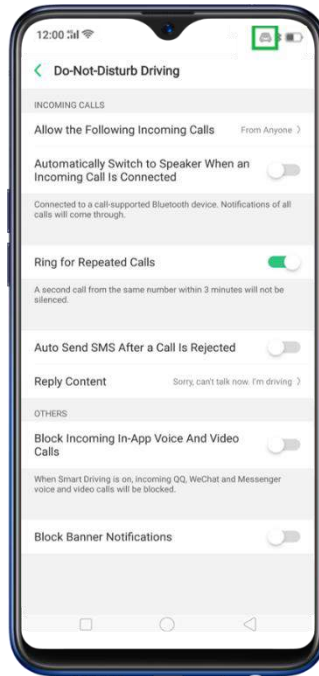 12:00
Do-Not-Disturb Driving
INCOMING CALLS
Allow the Following Incoming Calls From Anyone
Automatically Switch to Speaker When an
Incoming Call Is Connected
Connected to a call-supported Bluetooth device. Notifications of all
calls will come through.
Ring for Repeated Calls
A second call from the same number within 3 minutes will not be
silenced.
Auto Send SMS After a Call Is Rejected
Reply Content Sorry, can't talk now. I'm driving
OTHERS
Block Incoming In-App Voice And Video
Calls
When Smart Driving is on, incoming QQ, WeChat and Messenger
voice and video calls will be blocked.
Block Banner Notifications